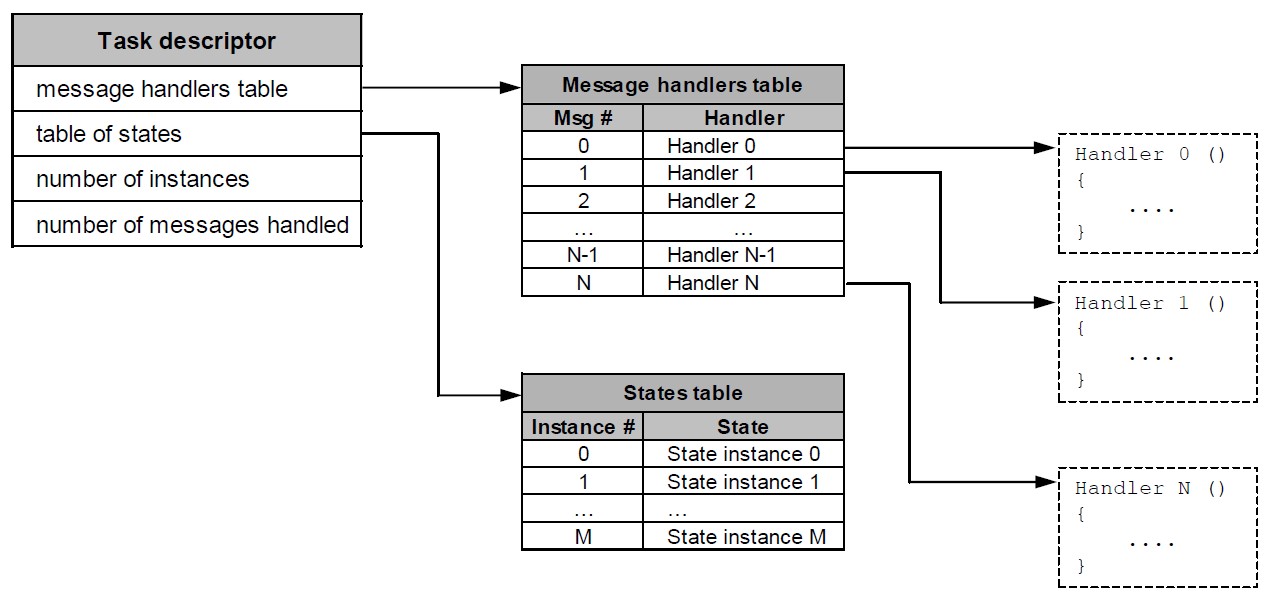 Task descriptor
message handlers table
table of states
number of instances
number of messages handled
Message handlers table
Msg # Handler
0 Handler 0
1 Handler 1
2 Handler 2
... ...
N-1 Handler N-1
N Handler N
States table
Instance # State
0 State instance 0
1 State instance 1
... ...
M State instance M
Handler 0 ()
{
....
}
Handler 1 ()
{
....
}
Handler N ()
{
....
}